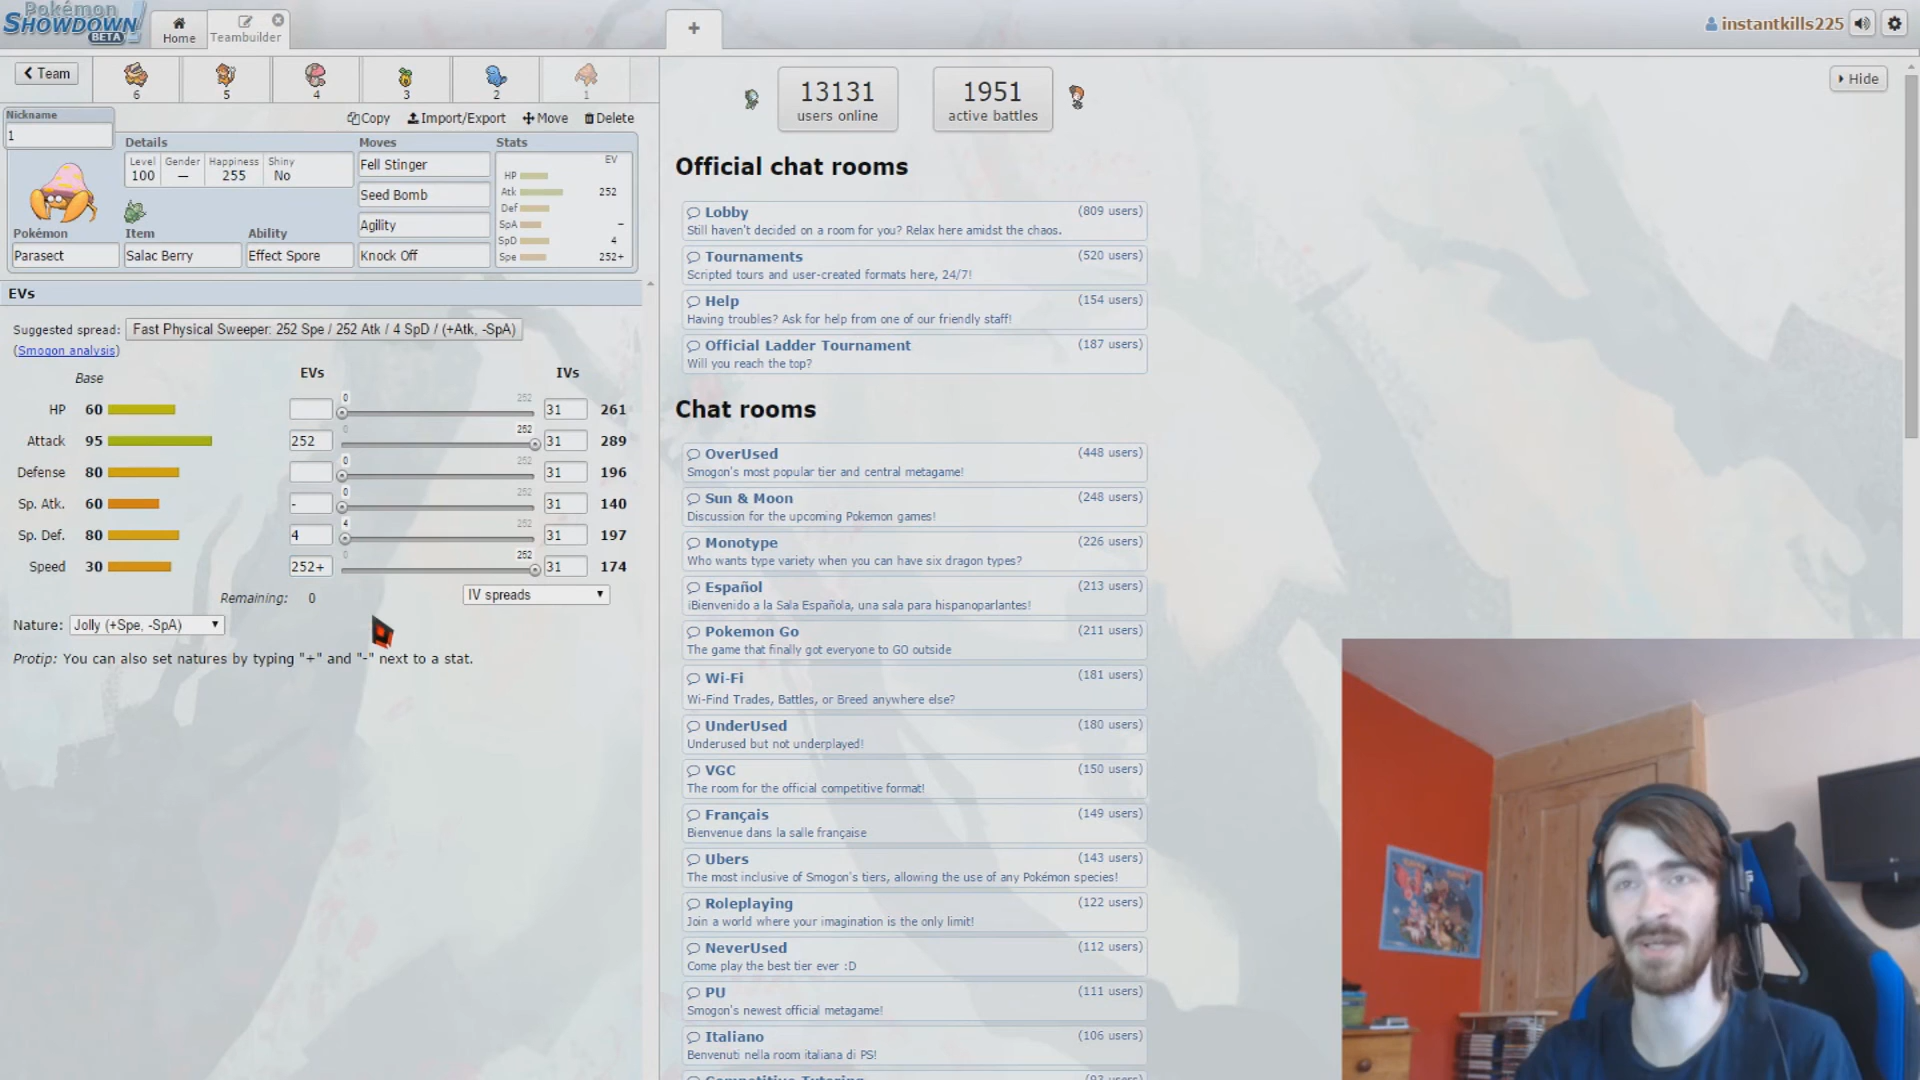 Pokémon
SHOWDOWN
BETA
Home
Teambuilder
+
instantkills225
Team
6
5
4
3
2
1
Nickname
1
Copy
Import/Export
Move
Delete
Details
Level Gender Happiness Shiny
100 — 255 No
Pokémon
Parasect
Item
Salac Berry
Ability
Effect Spore
Moves
Fell Stinger
Seed Bomb
Agility
Knock Off
Stats
EV
HP
Atk 252
Def
SpA -
SpD 4
Spe 252+
EVs
Suggested spread: Fast Physical Sweeper: 252 Spe / 252 Atk / 4 SpD / (+Atk, -SpA)
(Smogon analysis)
Base EVs IVs
HP 60 0 252 31 261
Attack 95 252 0 252 31 289
Defense 80 0 252 31 196
Sp. Atk. 60 - 0 252 31 140
Sp. Def. 80 4 4 252 31 197
Speed 30 252+ 0 252 31 174
Remaining: 0
IV spreads
Nature: Jolly (+Spe, -SpA)
Protip: You can also set natures by typing "+" and "-" next to a stat.
13131
users online
1951
active battles
Hide
Official chat rooms
Lobby (809 users)
Still haven't decided on a room for you? Relax here amidst the chaos.
Tournaments (520 users)
Scripted tours and user-created formats here, 24/7!
Help (154 users)
Having troubles? Ask for help from one of our friendly staff!
Official Ladder Tournament (187 users)
Will you reach the top?
Chat rooms
OverUsed (448 users)
Smogon's most popular tier and central metagame!
Sun & Moon (248 users)
Discussion for the upcoming Pokemon games!
Monotype (226 users)
Who wants type variety when you can have six dragon types?
Español (213 users)
¡Bienvenido a la Sala Española, una sala para hispanoparlantes!
Pokemon Go (211 users)
The game that finally got everyone to GO outside
Wi-Fi (181 users)
Wi-Find Trades, Battles, or Breed anywhere else?
UnderUsed (180 users)
Underused but not underplayed!
VGC (150 users)
The room for the official competitive format!
Français (149 users)
Bienvenue dans la salle française
Ubers (143 users)
The most inclusive of Smogon's tiers, allowing the use of any Pokémon species!
Roleplaying (122 users)
Join a world where your imagination is the only limit!
NeverUsed (112 users)
Come play the best tier ever :D
PU (111 users)
Smogon's newest official metagame!
Italiano (106 users)
Benvenuti nella room italiana di PS!
Competitive Tutoring